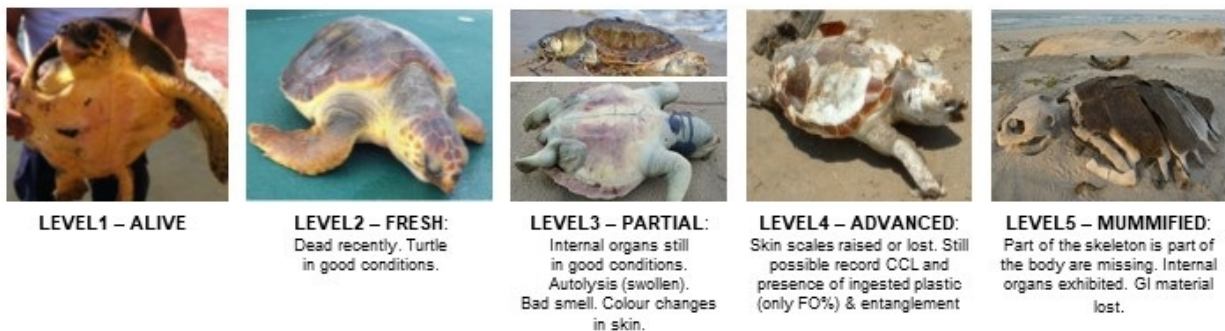 LEVEL1 – ALIVE
LEVEL2 – FRESH:
Dead recently. Turtle
in good conditions.
LEVEL3 – PARTIAL:
Internal organs still
in good conditions.
Autolysis (swollen).
Bad smell. Colour changes
in skin.
LEVEL4 – ADVANCED:
Skin scales raised or lost. Still
possible record CCL and
presence of ingested plastic
(only FO%) & entanglement
LEVEL5 – MUMMIFIED:
Part of the skeleton is part of
the body are missing. Internal
organs exhibited. GI material
lost.